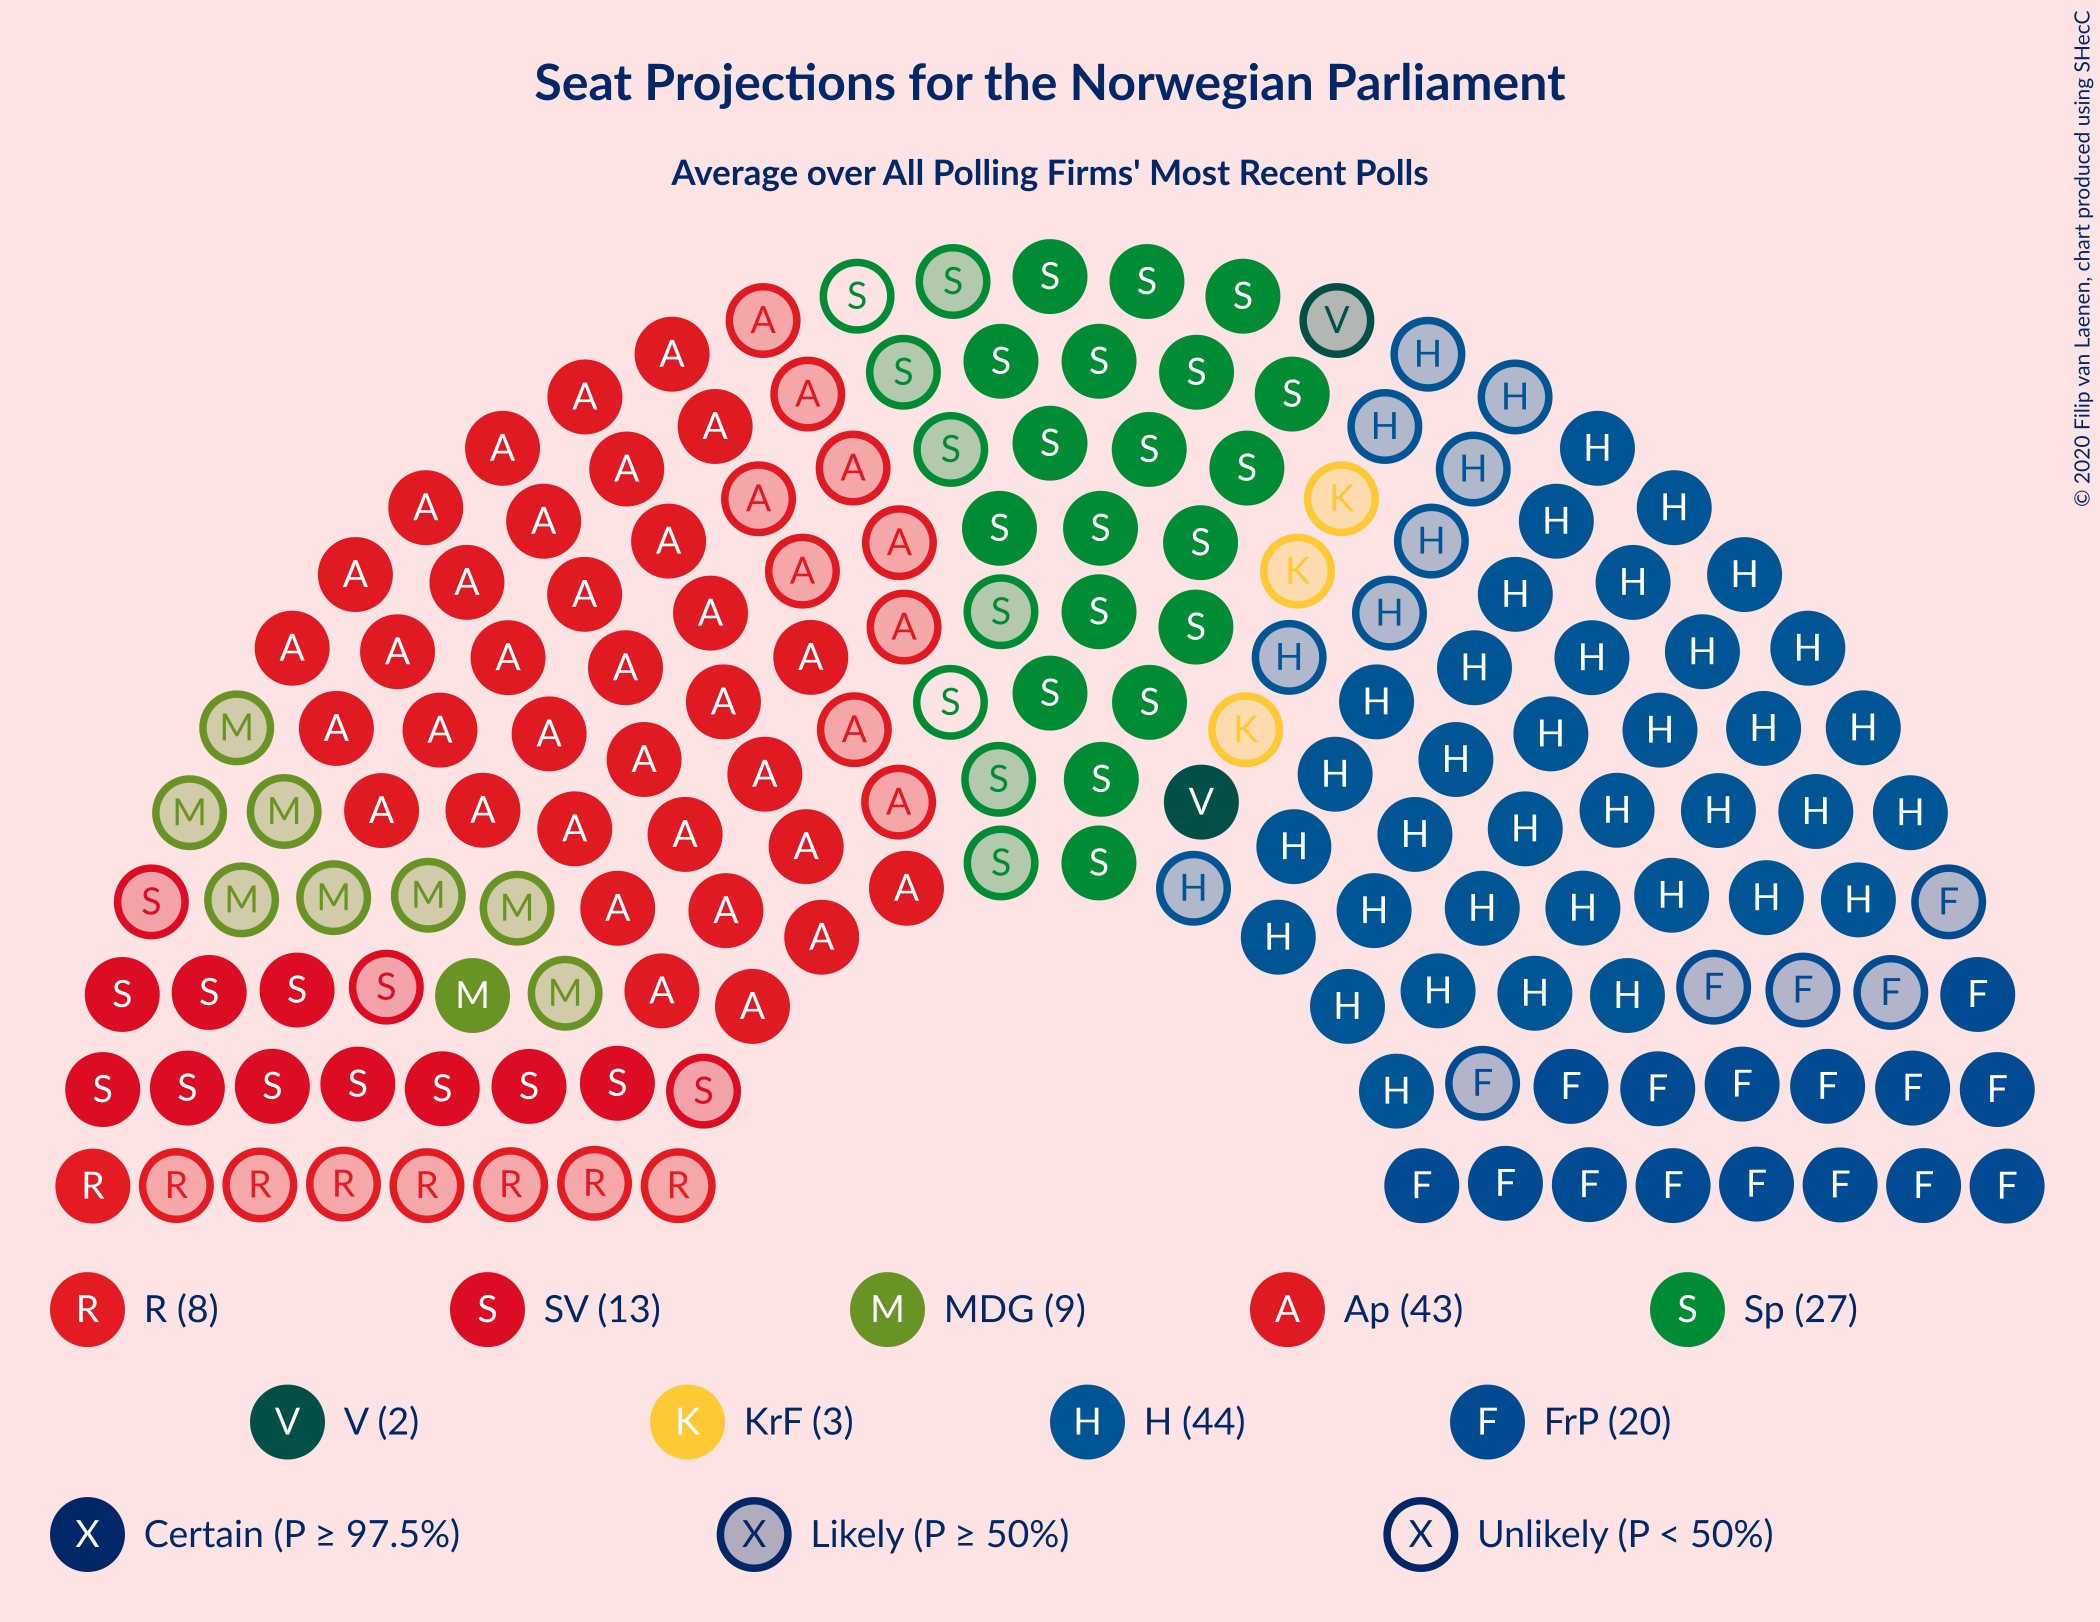 Seat Projections for the Norwegian Parliament
Average over All Polling Firms' Most Recent Polls
© 2020 Filip van Laenen, chart produced using SHecC
S S S S S V
A S S S S S H
A A S S S S K H H
A A A S S S K H H H
A A A A S S S H H H H
A A A A A S S S K H H H H
A A A A A A S S V H H H H H
A A A A A A S S H H H H H H
M A A A A A A A H H H H H H H
M M A A A A A A H H H H H H H H
S M M M M A A A H H H H H H F
S S S S M M A A H H H H F F F F
S S S S S S S S H F F F F F F F
R R R R R R R R F F F F F F F F
R R (8) S SV (13) M MDG (9) A Ap (43) S Sp (27)
V V (2) K KrF (3) H H (44) F FrP (20)
X Certain (P ≥ 97.5%) X Likely (P ≥ 50%) X Unlikely (P < 50%)